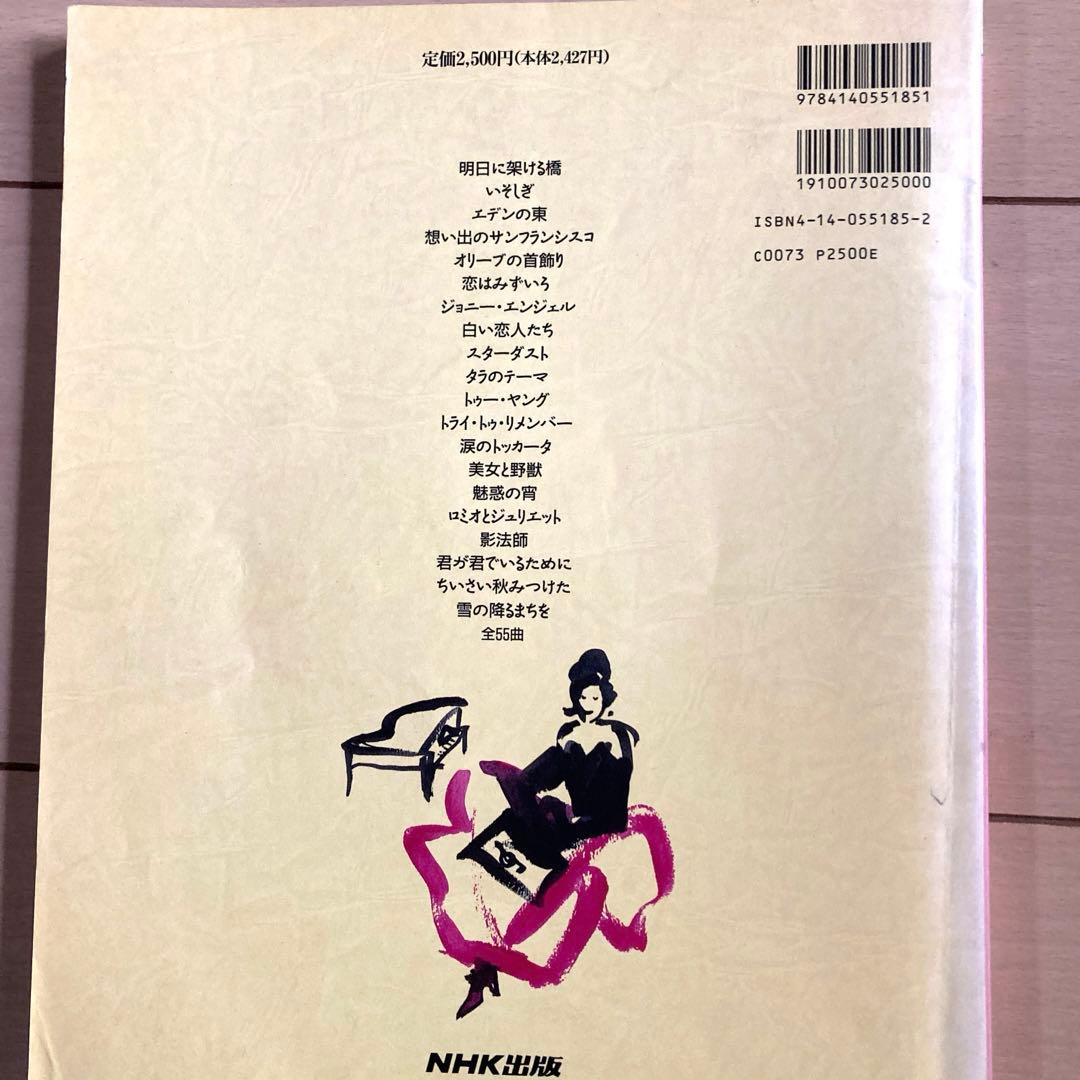 定価2,500円(本体2,427円)
9784140551851
1910073025000
ISBN4-14-055185-2
C0073 P2500E
明日に架ける橋
いそしぎ
エデンの東
想い出のサンフランシスコ
オリーブの首飾り
恋はみずいろ
ジョニー・エンジェル
白い恋人たち
スターダスト
タラのテーマ
トゥー・ヤング
トライ・トゥ・リメンバー
涙のトッカータ
美女と野獣
魅惑の宵
ロミオとジュリエット
影法師
君が君でいるために
ちいさい秋みつけた
雪の降るまちを
全55曲
NHK出版